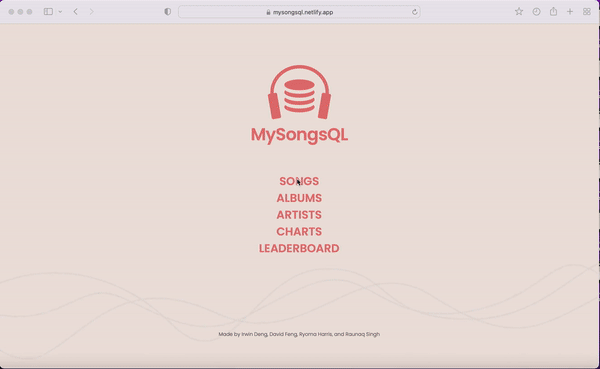 mysongsql.netlify.app
MySongsQL
SONGS
ALBUMS
ARTISTS
CHARTS
LEADERBOARD
Made by Irwin Deng, David Feng, Ryoma Harris, and Raunaq Singh